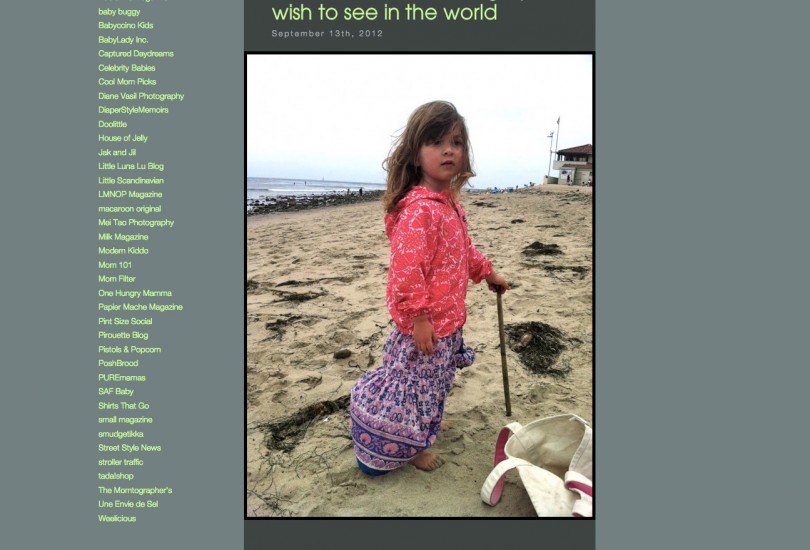 baby buggy
Babyccino Kids
BabyLady Inc.
Captured Daydreams
Celebrity Babies
Cool Mom Picks
Diane Vasil Photography
DiaperStyleMemoirs
Doolittle
House of Jelly
Jak and Jil
Little Luna Lu Blog
Little Scandinavian
LMNOP Magazine
macaroon original
Mei Tao Photography
Milk Magazine
Modern Kiddo
Mom 101
Mom Filter
One Hungry Mamma
Papier Mache Magazine
Pint Size Social
Pirouette Blog
Pistols & Popcorn
PoshBrood
PUREmamas
SAF Baby
Shirts That Go
small magazine
smudgetikka
Street Style News
stroller traffic
tadaIshop
The Momtographer's
Une Envie de Sel
Weelicious
wish to see in the world
September 13th, 2012